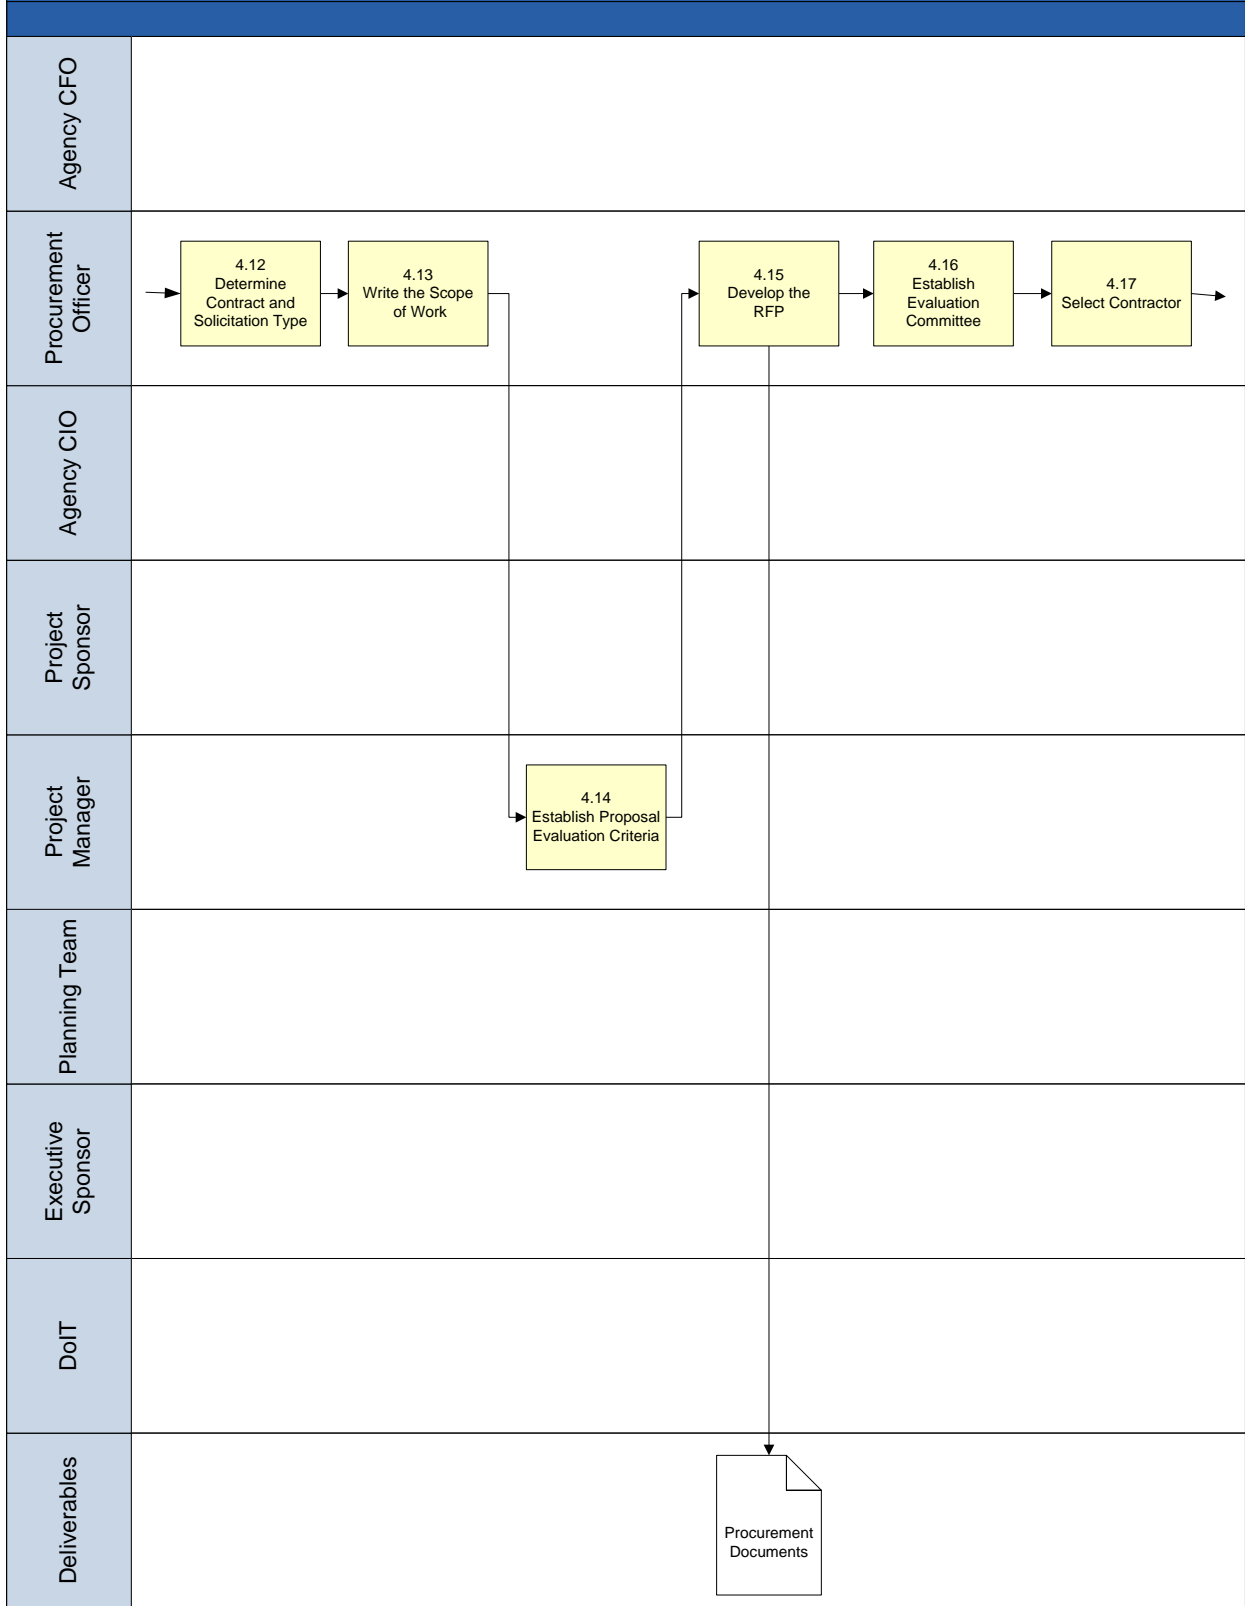 Agency CFO
Procurement
Officer
4.12
Determine
Contract and
Solicitation Type
4.13
Write the Scope
of Work
4.15
Develop the
RFP
4.16
Establish
Evaluation
Committee
4.17
Select Contractor
Agency CIO
Project
Sponsor
Project
Manager
4.14
Establish Proposal
Evaluation Criteria
Planning Team
Executive
Sponsor
DoIT
Deliverables
Procurement
Documents